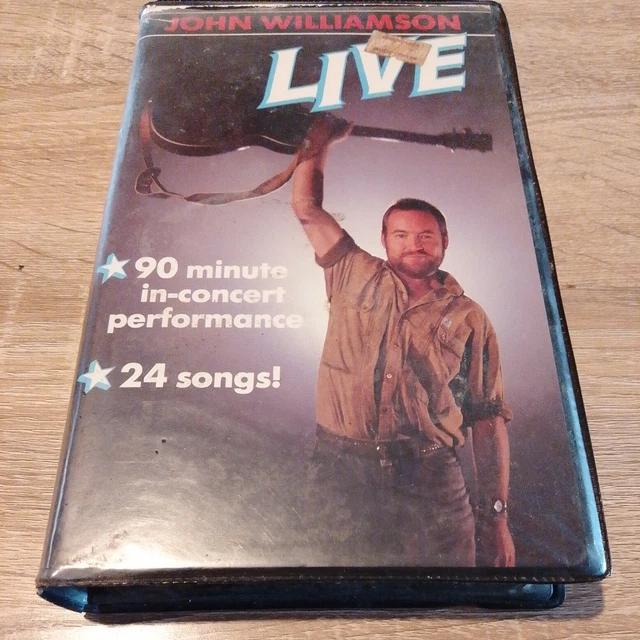 JOHN WILLIAMSON
LIVE
90 minute
in-concert
performance
24 songs!